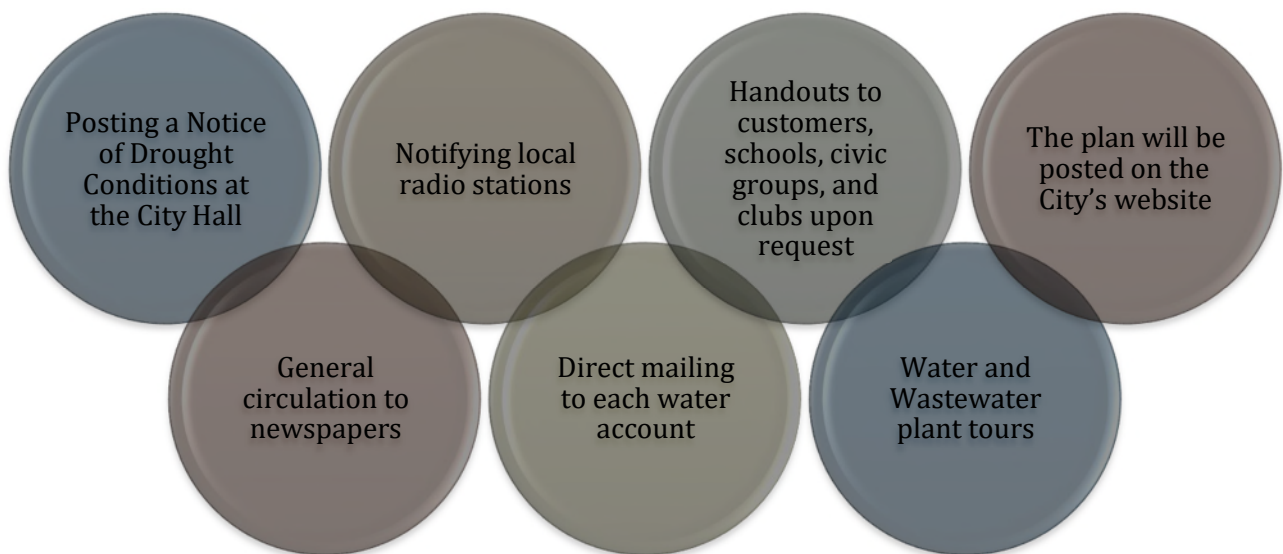 Posting a Notice
of Drought
Conditions at
the City Hall
Notifying local
radio stations
Handouts to
customers,
schools, civic
groups, and
clubs upon
request
The plan will be
posted on the
City’s website
General
circulation to
newspapers
Direct mailing
to each water
account
Water and
Wastewater
plant tours